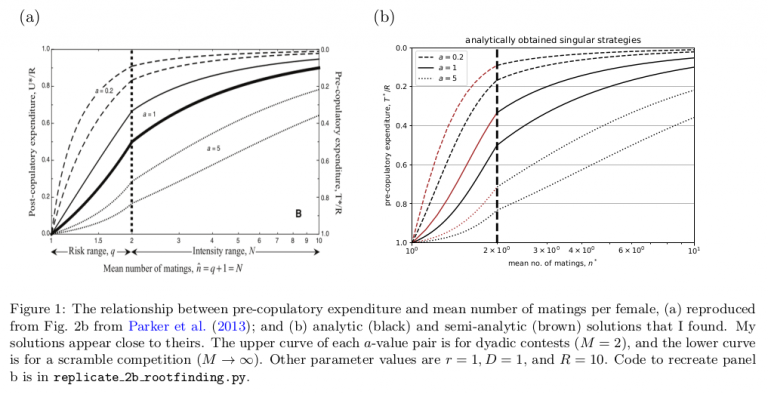 (a)
(b)
Post-copulatory expenditure, U*/R
1.0
0.8
0.6
0.4
0.2
0.0
a = 0.2
a = 1
a = 5
B
0.0
0.2
0.4
0.6
0.8
1.0
Pre-copulatory expenditure, T*/R
1
1.5
2
3
4
5
6
7
8
9
10
Risk range, q
Intensity range, N
Mean number of matings, n̂ = q+1 = N
analytically obtained singular strategies
a = 0.2
a = 1
a = 5
pre-copulatory expenditure, T*/R
0.0
0.2
0.4
0.6
0.8
1.0
10⁰
2 × 10⁰
3 × 10⁰
4 × 10⁰
6 × 10⁰
10¹
mean no. of matings, n*
Figure 1: The relationship between pre-copulatory expenditure and mean number of matings per female, (a) reproduced
from Fig. 2b from Parker et al. (2013); and (b) analytic (black) and semi-analytic (brown) solutions that I found. My
solutions appear close to theirs. The upper curve of each a-value pair is for dyadic contests (M = 2), and the lower curve
is for a scramble competition (M → ∞). Other parameter values are r = 1, D = 1, and R = 10. Code to recreate panel
b is in replicate_2b_rootfinding.py.